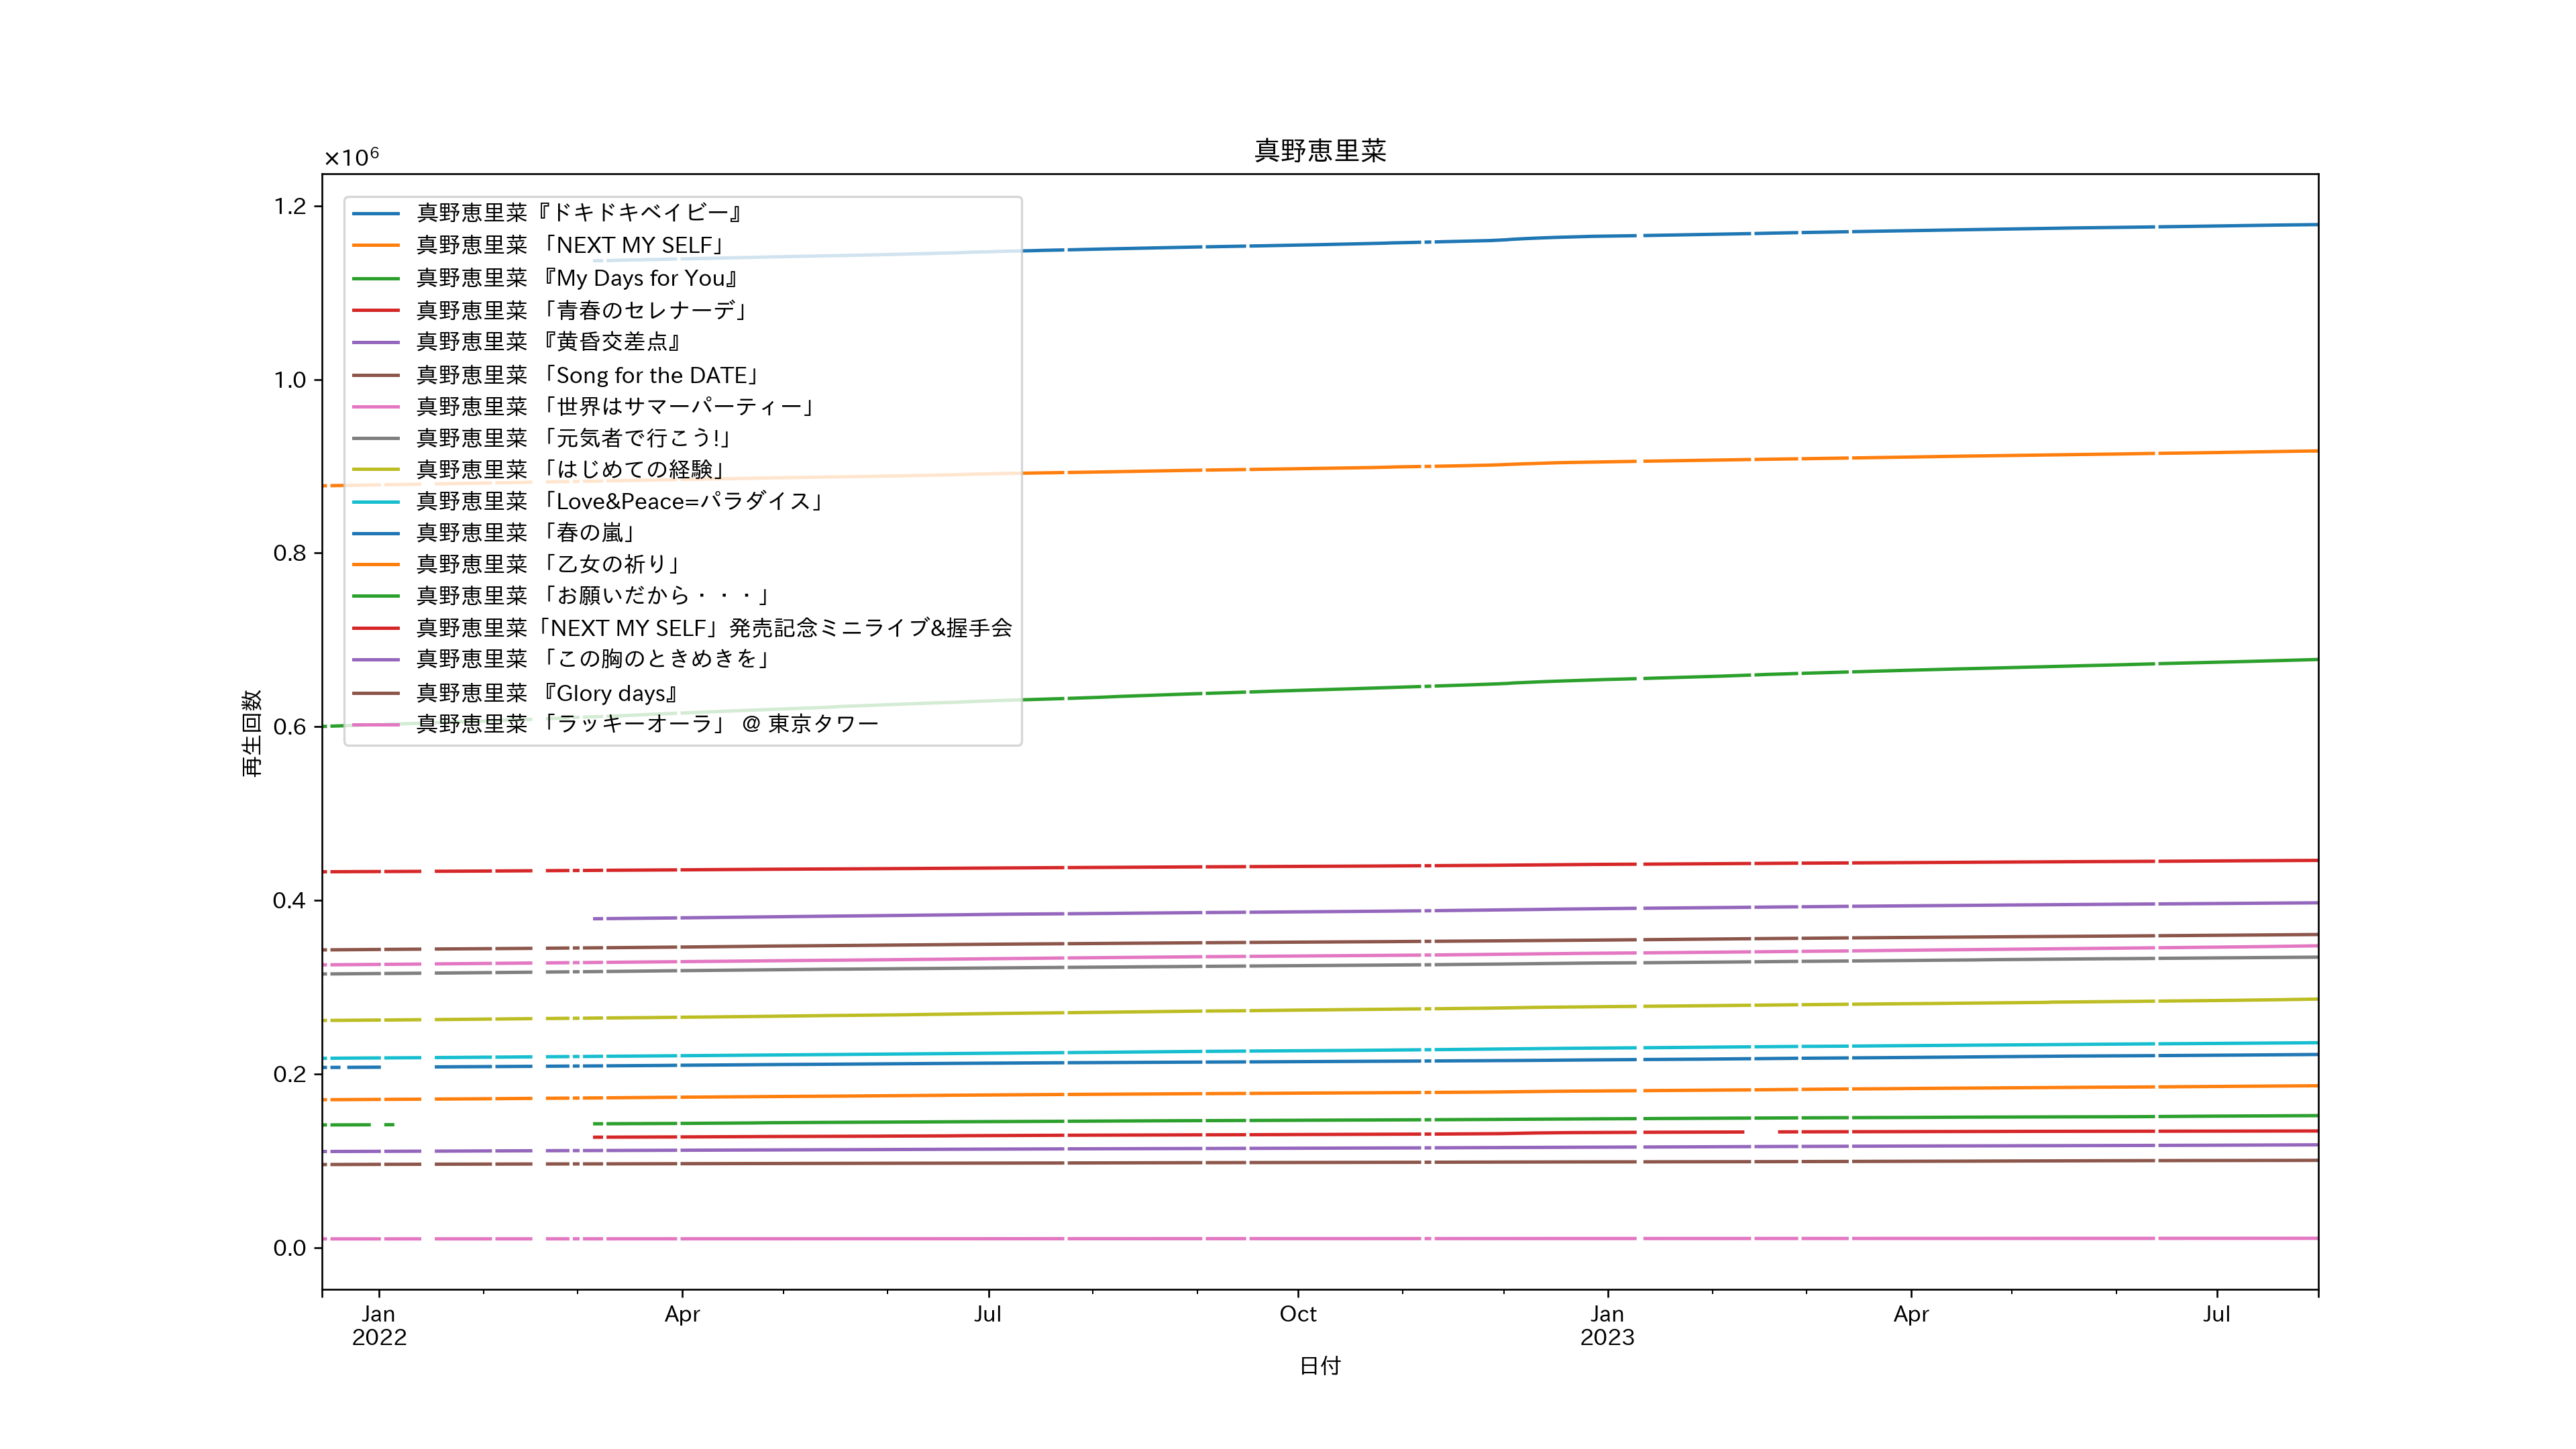 真野恵里菜
×10⁶
1.2
1.0
0.8
0.6
0.4
0.2
0.0
再生回数
真野恵里菜『ドキドキベイビー』
真野恵里菜 「NEXT MY SELF」
真野恵里菜 『My Days for You』
真野恵里菜 「青春のセレナーデ」
真野恵里菜 『黄昏交差点』
真野恵里菜 「Song for the DATE」
真野恵里菜 「世界はサマーパーティー」
真野恵里菜 「元気者で行こう!」
真野恵里菜 「はじめての経験」
真野恵里菜 「Love&Peace=パラダイス」
真野恵里菜 「春の嵐」
真野恵里菜 「乙女の祈り」
真野恵里菜 「お願いだから・・・」
真野恵里菜「NEXT MY SELF」発売記念ミニライブ&握手会
真野恵里菜 「この胸のときめきを」
真野恵里菜 『Glory days』
真野恵里菜 「ラッキーオーラ」 @ 東京タワー
Jan Apr Jul Oct Jan Apr Jul
2022 2023
日付